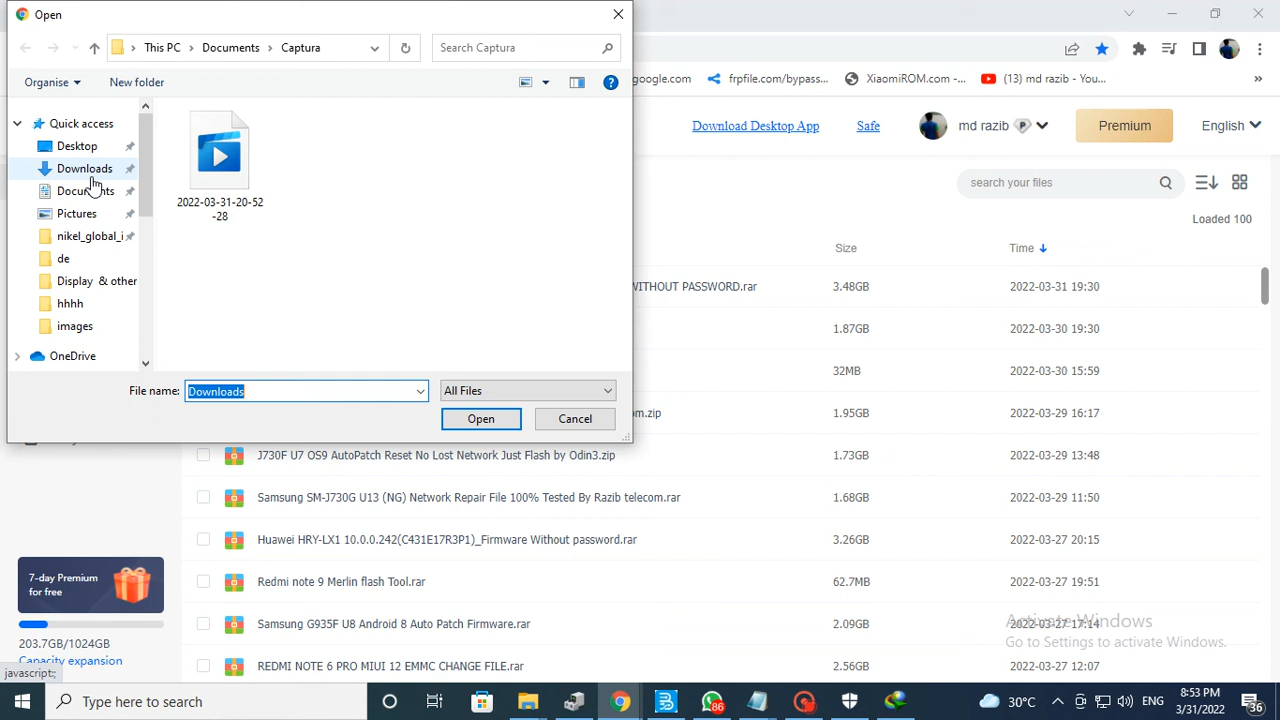 Open
This PC
Documents
Captura
Search Captura
google.com
frpfile.com/bypass...
XiaomiROM.com -...
(13) md razib - You...
»
Organise
New folder
Download Desktop App
Safe
md razib
Premium
English
Quick access
Desktop
Downloads
Documents
Pictures
nikel_global_i
de
Display & other
hhhh
images
OneDrive
2022-03-31-20-52
-28
search your files
Loaded 100
Size
Time
WITHOUT PASSWORD.rar
3.48GB
2022-03-31 19:30
1.87GB
2022-03-30 19:30
32MB
2022-03-30 15:59
File name:
Downloads
All Files
Open
Cancel
om.zip
1.95GB
2022-03-29 16:17
J730F U7 OS9 AutoPatch Reset No Lost Network Just Flash by Odin3.zip
1.73GB
2022-03-29 13:48
Samsung SM-J730G U13 (NG) Network Repair File 100% Tested By Razib telecom.rar
1.68GB
2022-03-29 11:50
Huawei HRY-LX1 10.0.0.242(C431E17R3P1)_Firmware Without password.rar
3.26GB
2022-03-27 20:15
Redmi note 9 Merlin flash Tool.rar
62.7MB
2022-03-27 19:51
Samsung G935F U8 Android 8 Auto Patch Firmware.rar
2.09GB
2022-03-27 17:14
REDMI NOTE 6 PRO MIUI 12 EMMC CHANGE FILE.rar
2.56GB
2022-03-27 12:07
7-day Premium
for free
203.7GB/1024GB
Capacity expansion
javascript:;
Activate Windows
Go to Settings to activate Windows.
Type here to search
86
30°C
ENG
8:53 PM
3/31/2022
36